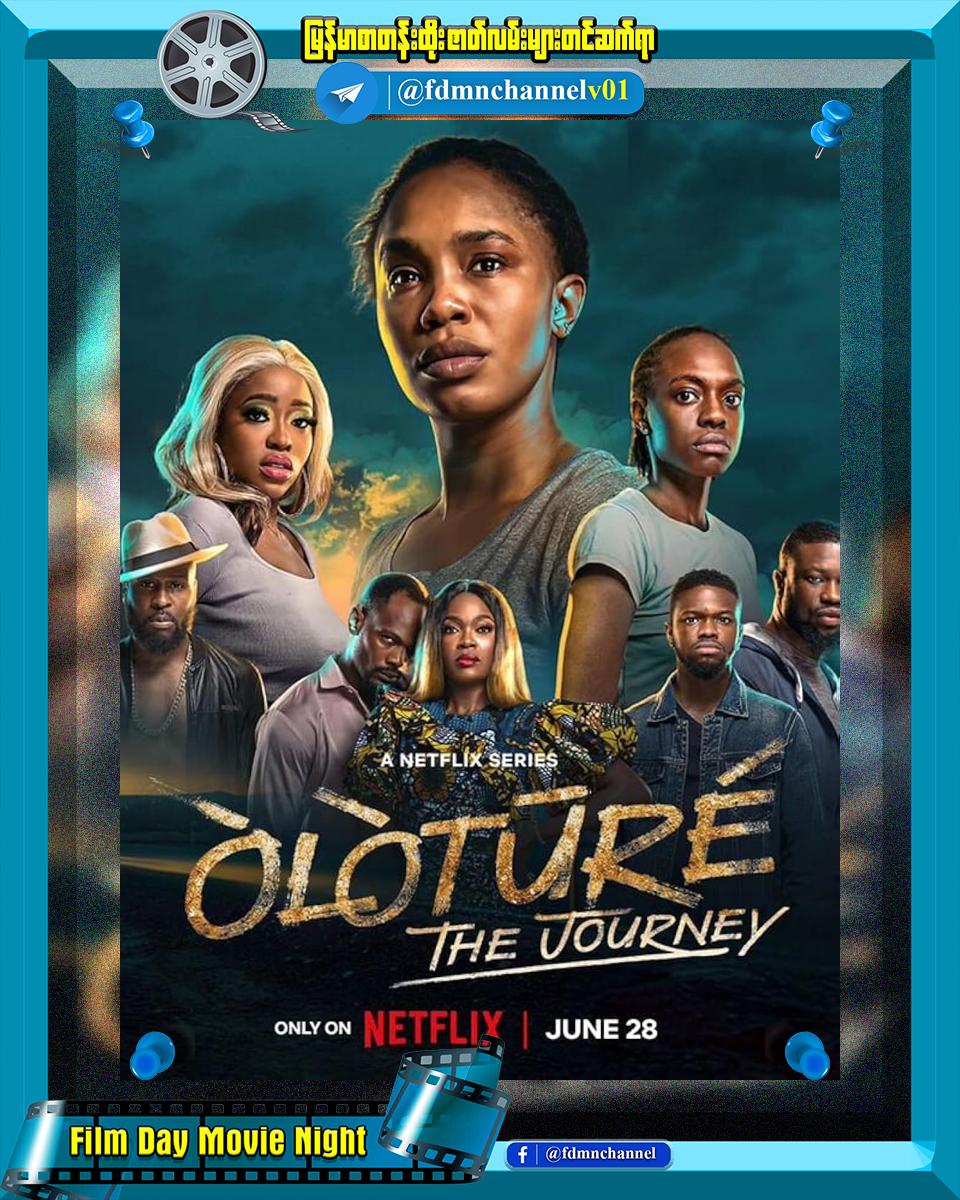 မြန်မာစာတန်းထိုးဇာတ်လမ်းများတင်ဆက်ရာ
@fdmnchannelv01
A NETFLIX SERIES
ÒLÒTŪRÉ
THE JOURNEY
ONLY ON NETFLIX | JUNE 28
Film Day Movie Night
f | @fdmnchannel